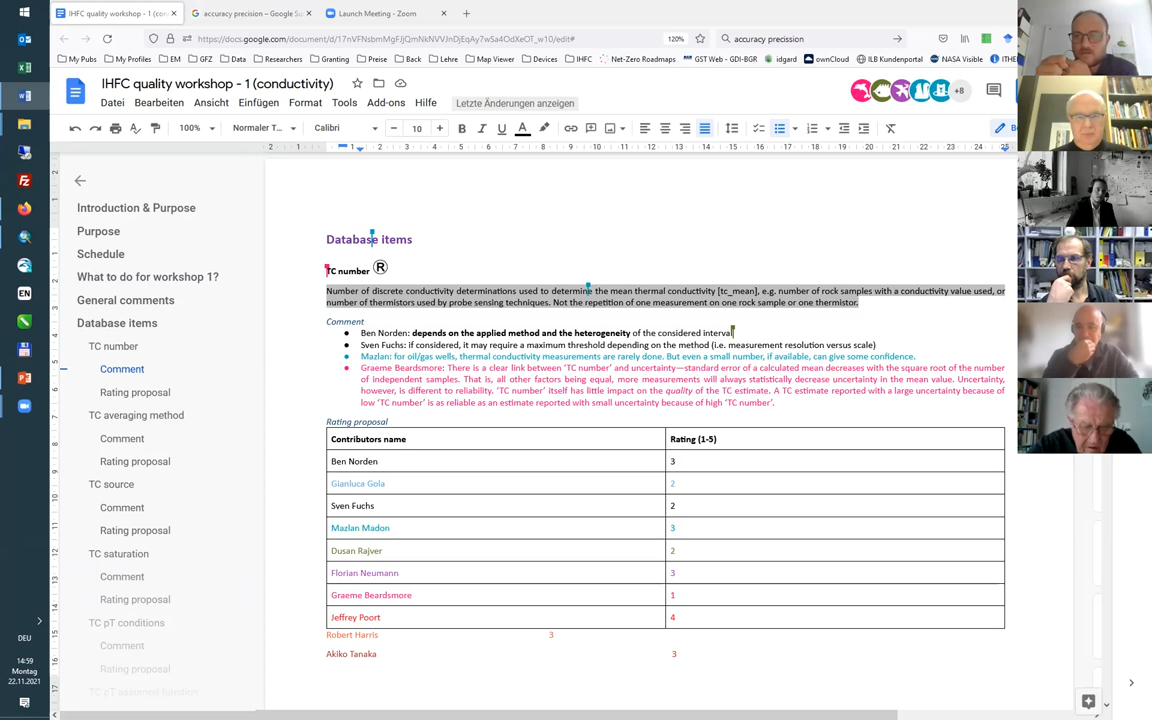 IHFC quality workshop - 1 (con
accuracy precision – Google Su
Launch Meeting - Zoom
https://docs.google.com/document/d/17nVFNsbmMgFJQmNkNVVJnDjEqAy7wSa4OdXeOT_w10/edit#
120%
accuracy precission
My Pubs
My Profiles
EM
GFZ
Data
Researchers
Granting
Preise
Back
Lehre
Map Viewer
Devices
IHFC
Net-Zero Roadmaps
GST Web - GDI-BGR
idgard
ownCloud
ILB Kundenportal
NASA Visible
ITHE
IHFC quality workshop - 1 (conductivity)
Datei Bearbeiten Ansicht Einfügen Format Tools Add-ons Hilfe Letzte Änderungen anzeigen
+8
100% Normaler T... Calibri 10
Introduction & Purpose
Purpose
Schedule
What to do for workshop 1?
General comments
Database items
TC number
Comment
Rating proposal
TC averaging method
Comment
Rating proposal
TC source
Comment
Rating proposal
TC saturation
Comment
Rating proposal
TC pT conditions
Comment
Rating proposal
TC pT assumed function
Database items
TC number ®
Number of discrete conductivity determinations used to determine the mean thermal conductivity [tc_mean], e.g. number of rock samples with a conductivity value used, or
number of thermistors used by probe sensing techniques. Not the repetition of one measurement on one rock sample or one thermistor.
Comment
● Ben Norden: depends on the applied method and the heterogeneity of the considered interval
● Sven Fuchs: if considered, it may require a maximum threshold depending on the method (i.e. measurement resolution versus scale)
● Mazlan: for oil/gas wells, thermal conductivity measurements are rarely done. But even a small number, if available, can give some confidence.
● Graeme Beardsmore: There is a clear link between 'TC number' and uncertainty—standard error of a calculated mean decreases with the square root of the number
of independent samples. That is, all other factors being equal, more measurements will always statistically decrease uncertainty in the mean value. Uncertainty,
however, is different to reliability. 'TC number' itself has little impact on the quality of the TC estimate. A TC estimate reported with a large uncertainty because of
low 'TC number' is as reliable as an estimate reported with small uncertainty because of high 'TC number'.
Rating proposal
Contributors name Rating (1-5)
Ben Norden 3
Gianluca Gola 2
Sven Fuchs 2
Mazlan Madon 3
Dusan Rajver 2
Florian Neumann 3
Graeme Beardsmore 1
Jeffrey Poort 4
Robert Harris 3
Akiko Tanaka 3
DEU
14:59
Montag
22.11.2021